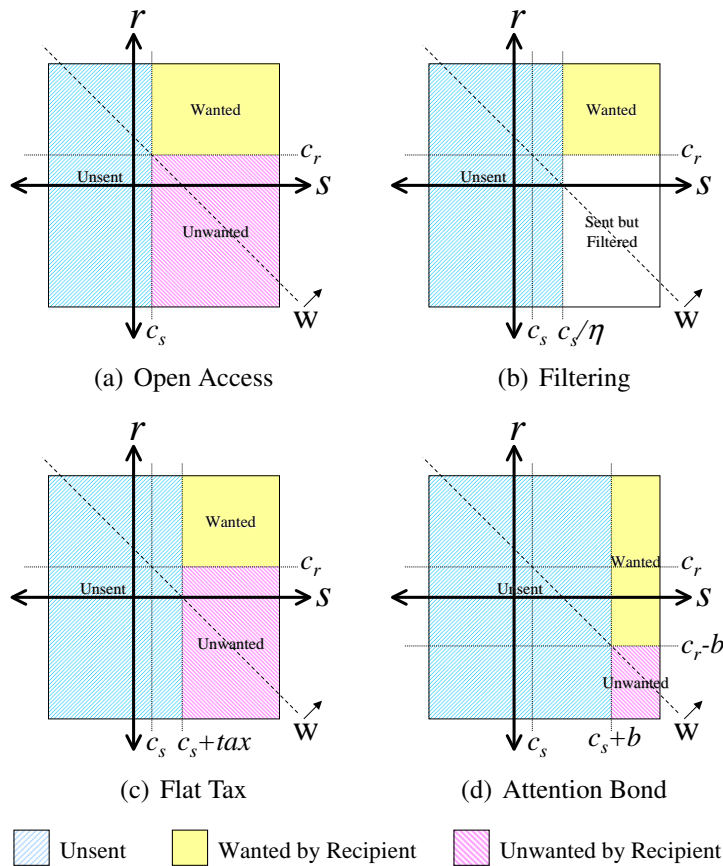 r
r
Wanted
Wanted
c_r
c_r
Unsent
s
Unsent
s
Unwanted
Sent but
Filtered
W
W
c_s
c_s
c_s/η
(a) Open Access
(b) Filtering
r
r
Wanted
Wanted
c_r
c_r
Unsent
s
Unsent
s
Unwanted
c_r-b
Unwanted
W
W
c_s
c_s+tax
c_s
c_s+b
(c) Flat Tax
(d) Attention Bond
Unsent
Wanted by Recipient
Unwanted by Recipient